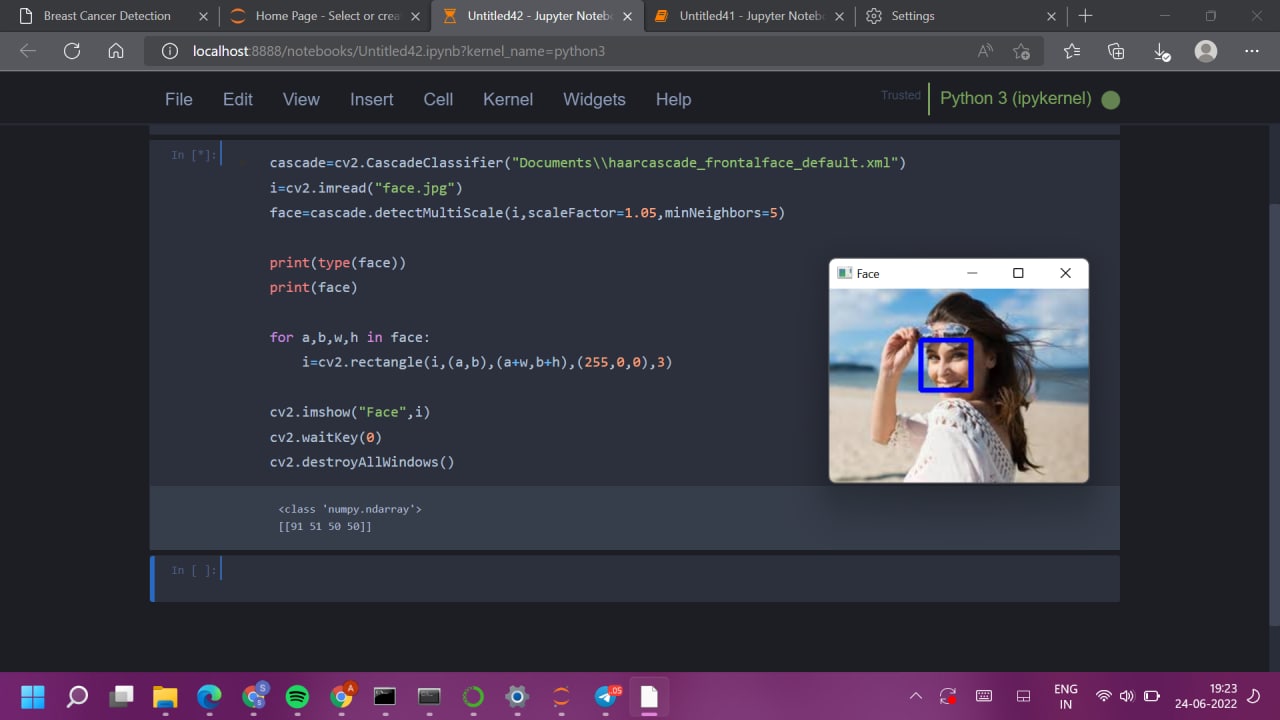 Breast Cancer Detection
Home Page - Select or crea
Untitled42 - Jupyter Noteb
Untitled41 - Jupyter Noteb
Settings
localhost:8888/notebooks/Untitled42.ipynb?kernel_name=python3
File Edit View Insert Cell Kernel Widgets Help
Trusted
Python 3 (ipykernel)
In [*]:
cascade=cv2.CascadeClassifier("Documents\\haarcascade_frontalface_default.xml")
i=cv2.imread("face.jpg")
face=cascade.detectMultiScale(i,scaleFactor=1.05,minNeighbors=5)
print(type(face))
print(face)
for a,b,w,h in face:
    i=cv2.rectangle(i,(a,b),(a+w,b+h),(255,0,0),3)
cv2.imshow("Face",i)
cv2.waitKey(0)
cv2.destroyAllWindows()
<class 'numpy.ndarray'>
[[91 51 50 50]]
Face
In [ ]:
S
S
A
.05
ENG
IN
19:23
24-06-2022